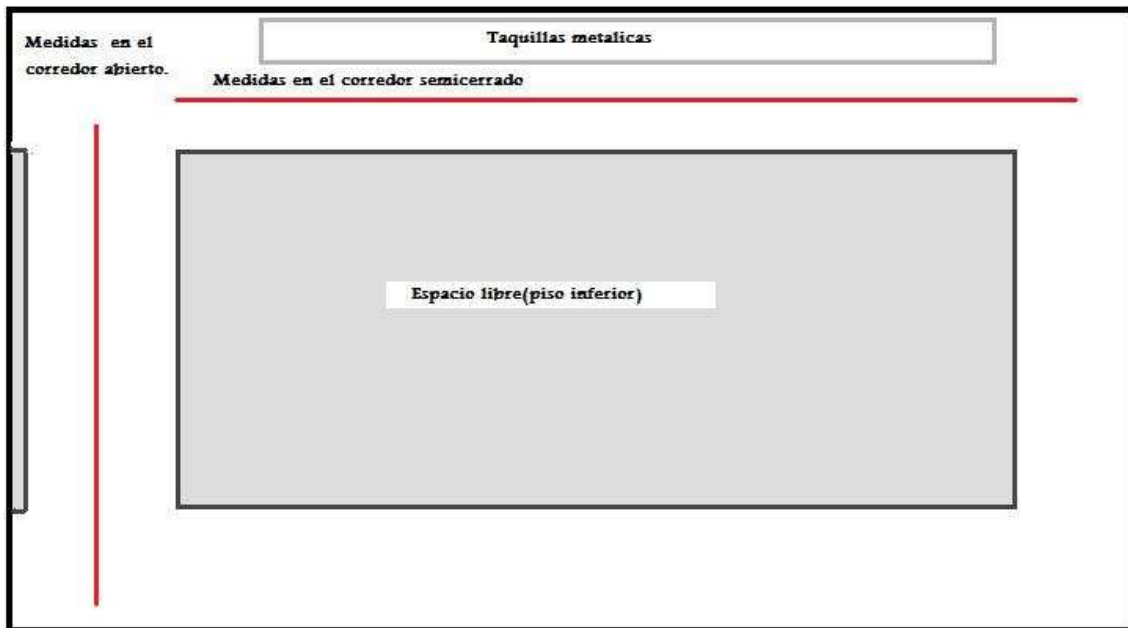 Medidas en el
corredor abierto.
Taquillas metalicas
Medidas en el corredor semicerrado
Espacio libre(piso inferior)